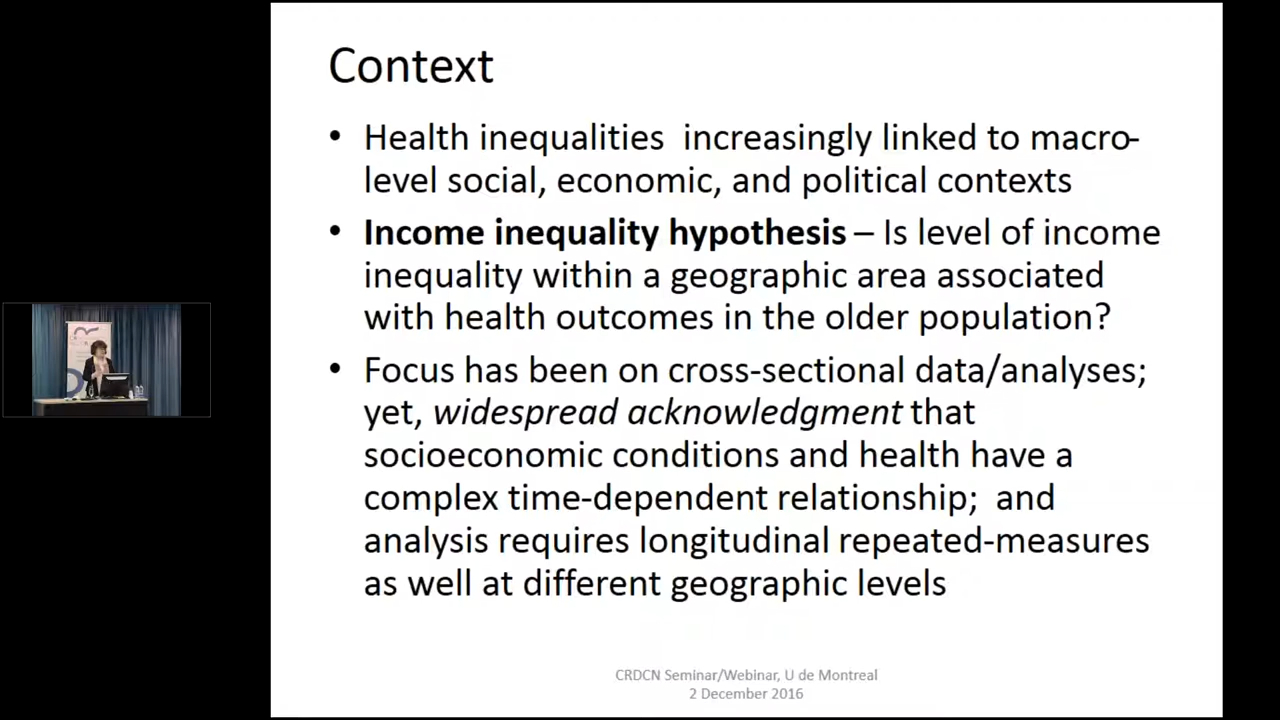 Context
• Health inequalities  increasingly linked to macro-
level social, economic, and political contexts
• Income inequality hypothesis – Is level of income
inequality within a geographic area associated
with health outcomes in the older population?
• Focus has been on cross-sectional data/analyses;
yet, widespread acknowledgment that
socioeconomic conditions and health have a
complex time-dependent relationship;  and
analysis requires longitudinal repeated-measures
as well at different geographic levels
CRDCN Seminar/Webinar, U de Montreal
2 December 2016